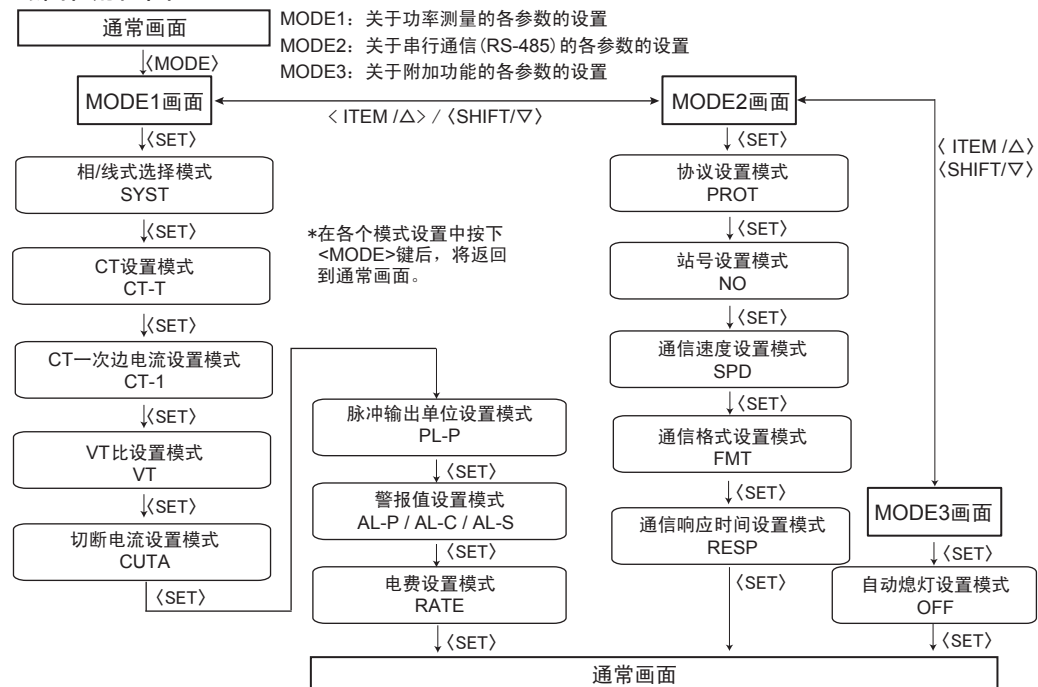 通常画面
MODE1：关于功率测量的各参数的设置
MODE2：关于串行通信(RS-485)的各参数的设置
MODE3：关于附加功能的各参数的设置
〈MODE〉
MODE1画面
< ITEM /△> / 〈SHIFT/▽〉
MODE2画面
〈 ITEM /△〉
〈SHIFT/▽〉
〈SET〉
相/线式选择模式
SYST
〈SET〉
CT设置模式
CT-T
〈SET〉
CT一次边电流设置模式
CT-1
〈SET〉
VT比设置模式
VT
〈SET〉
切断电流设置模式
CUTA
〈SET〉
*在各个模式设置中按下
<MODE>键后，将返回
到通常画面。
脉冲输出单位设置模式
PL-P
〈SET〉
警报值设置模式
AL-P / AL-C / AL-S
〈SET〉
电费设置模式
RATE
〈SET〉
〈SET〉
协议设置模式
PROT
〈SET〉
站号设置模式
NO
〈SET〉
通信速度设置模式
SPD
〈SET〉
通信格式设置模式
FMT
〈SET〉
通信响应时间设置模式
RESP
〈SET〉
MODE3画面
〈SET〉
自动熄灯设置模式
OFF
〈SET〉
通常画面